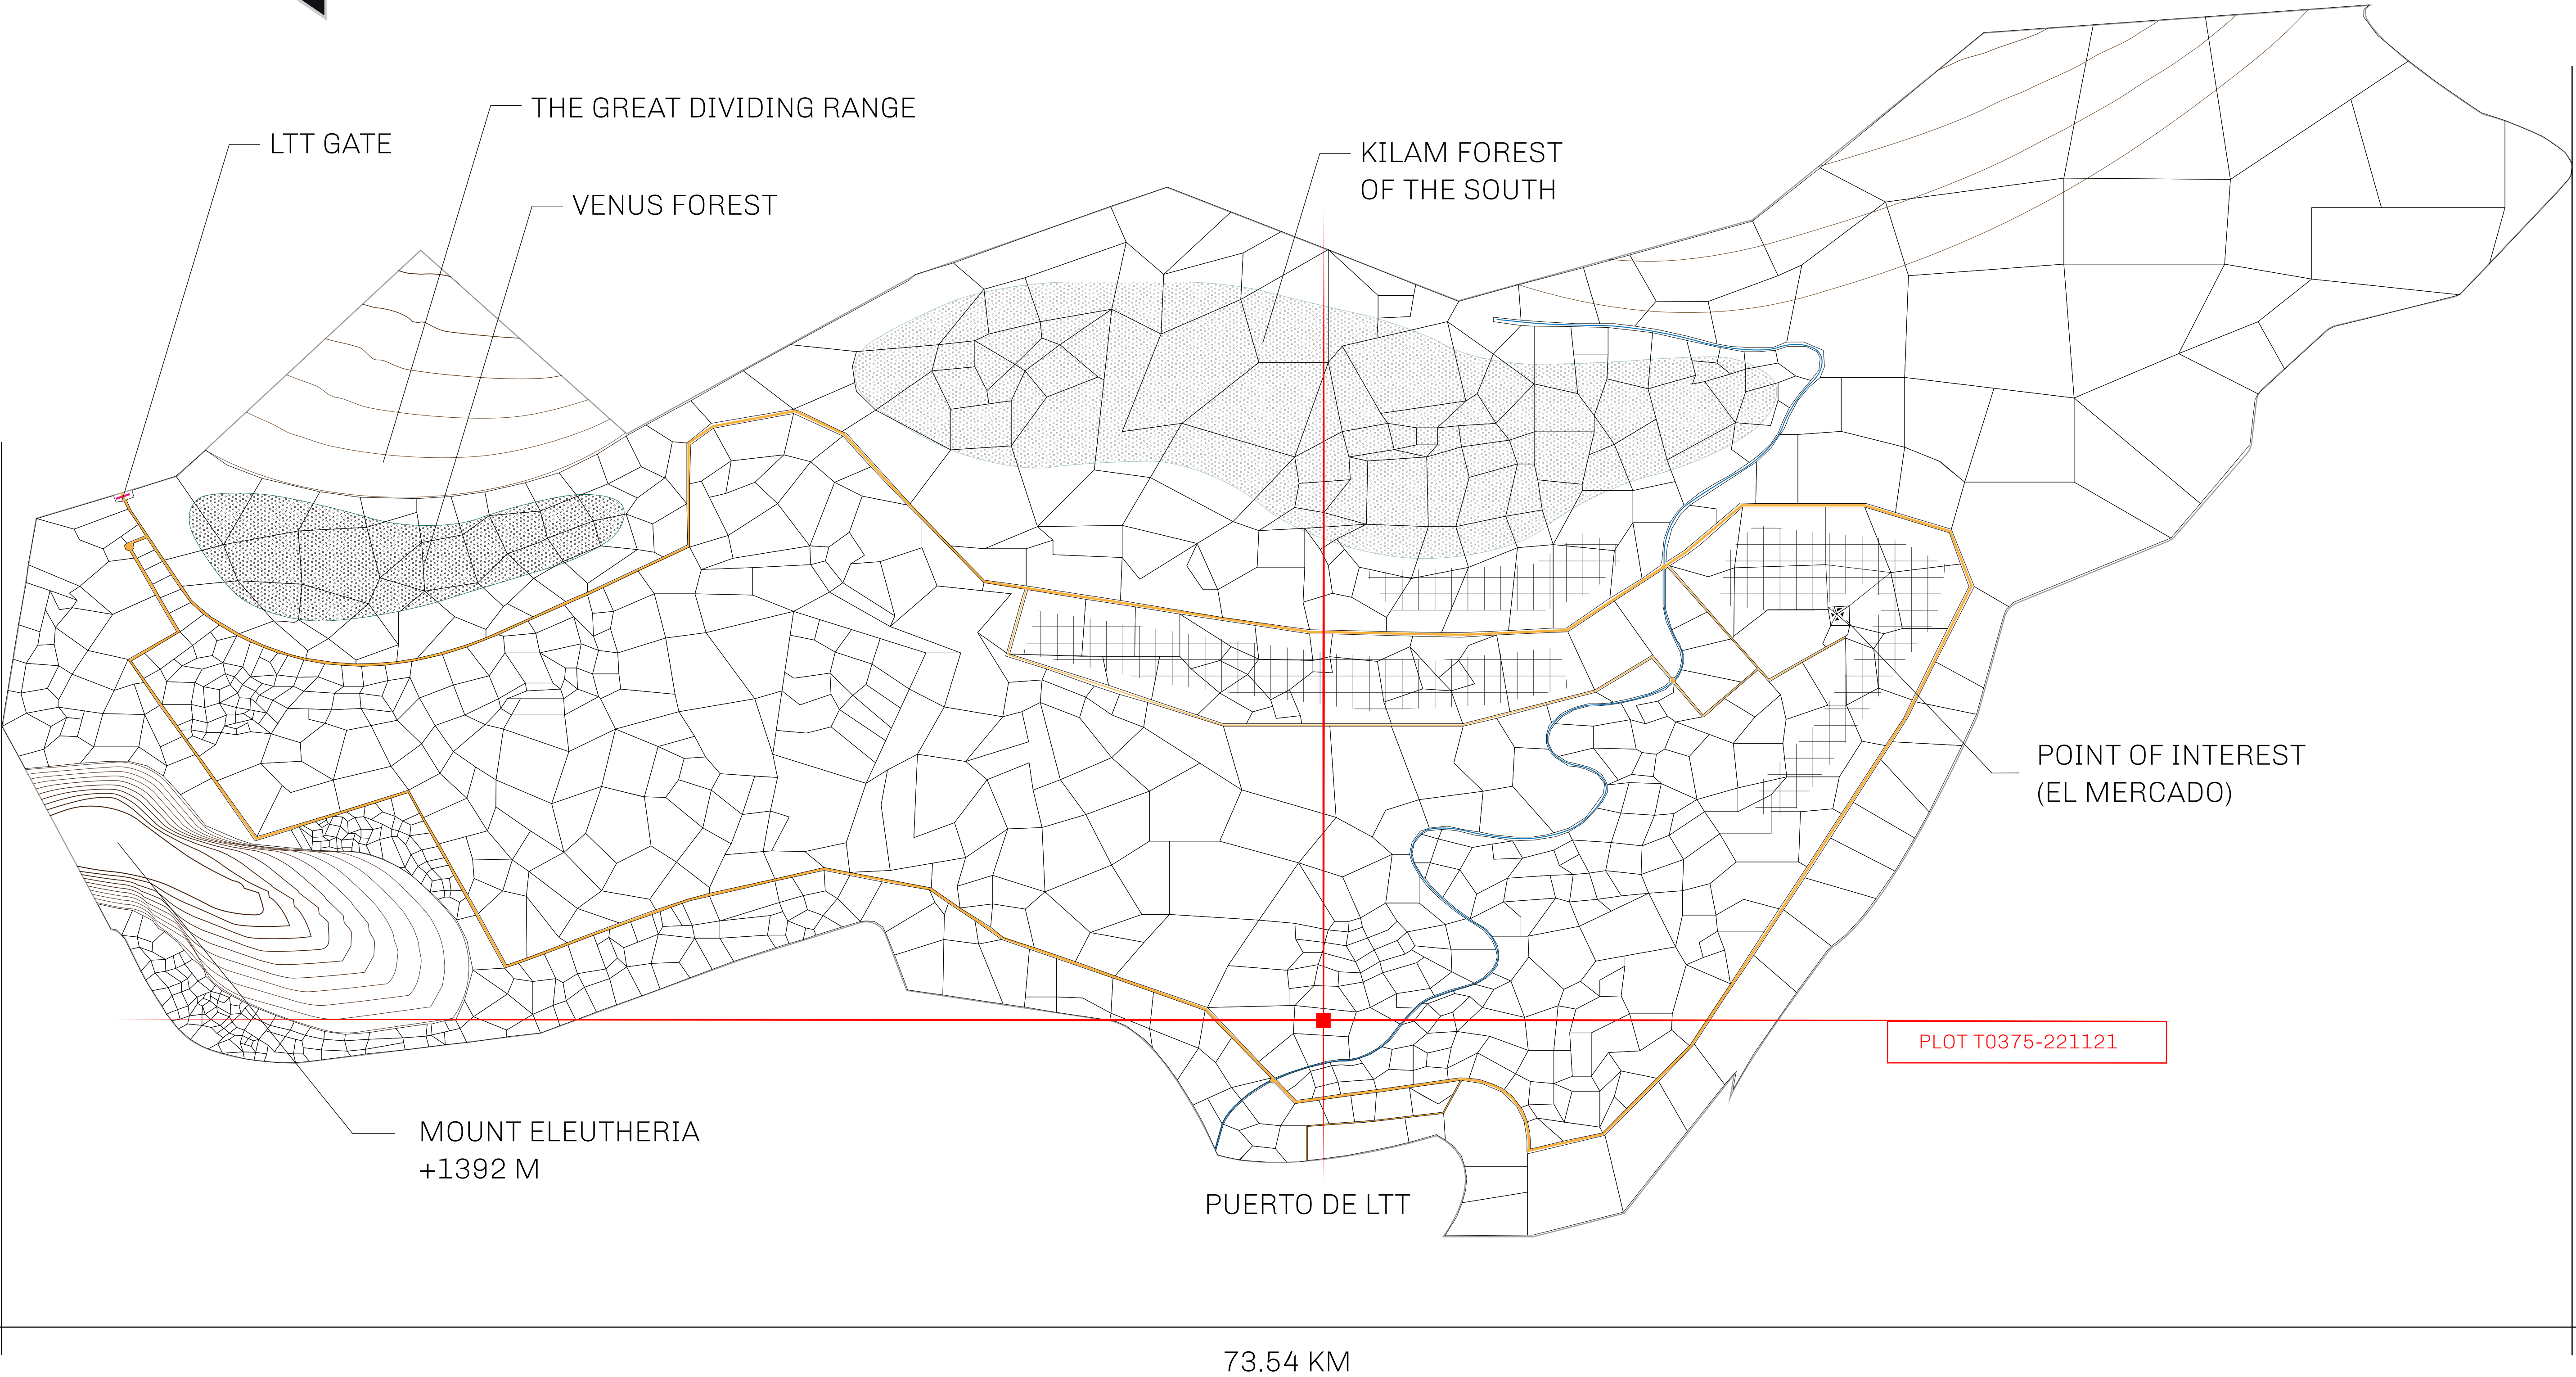 THE GREAT DIVIDING RANGE
LTT GATE
KILAM FOREST
OF THE SOUTH
VENUS FOREST
POINT OF INTEREST
(EL MERCADO)
PLOT T0375-221121
MOUNT ELEUTHERIA
+1392 M
PUERTO DE LTT
73.54 KM